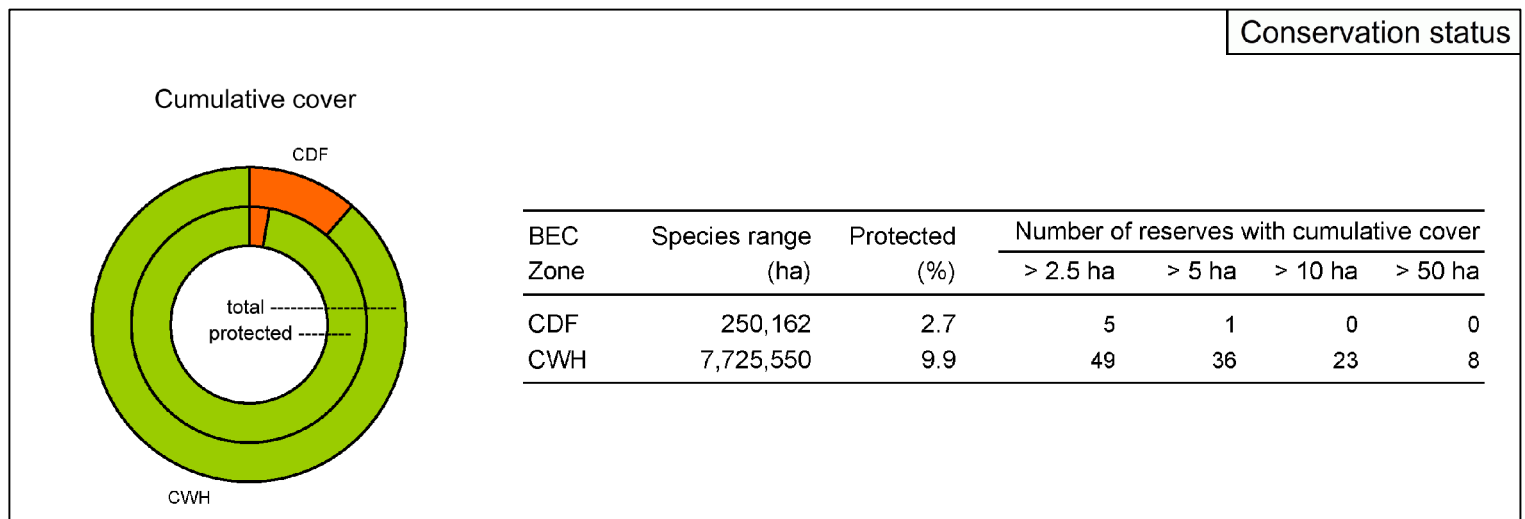 Conservation status
Cumulative cover
CDF
total
protected
CWH
BEC Species range Protected Number of reserves with cumulative cover
Zone (ha) (%) > 2.5 ha > 5 ha > 10 ha > 50 ha
CDF 250,162 2.7 5 1 0 0
CWH 7,725,550 9.9 49 36 23 8